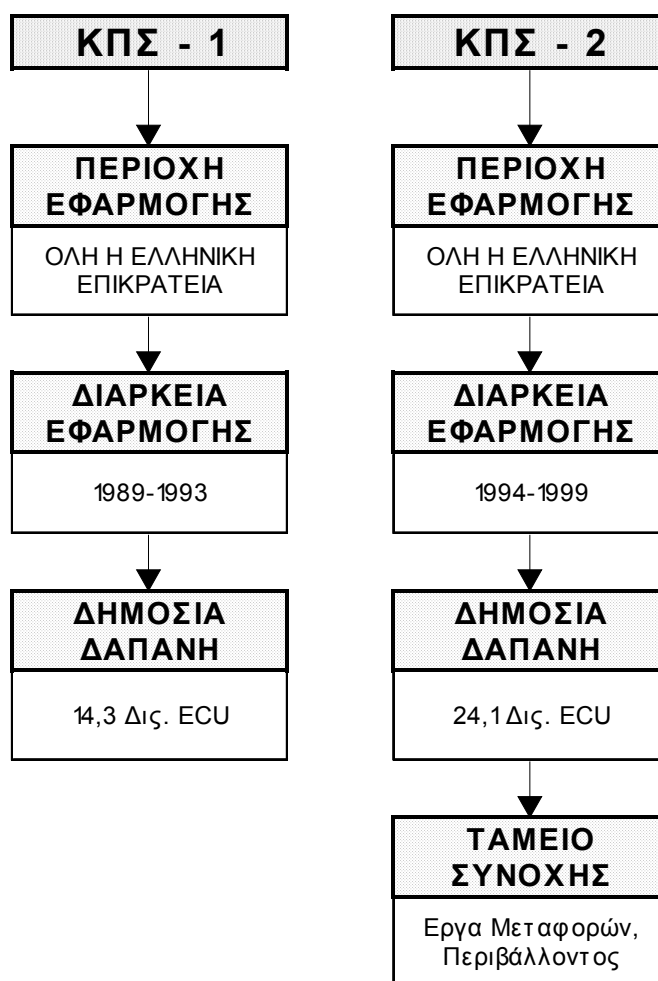 ΚΠΣ - 1
ΠΕΡΙΟΧΗ
ΕΦΑΡΜΟΓΗΣ
ΟΛΗ Η ΕΛΛΗΝΙΚΗ
ΕΠΙΚΡΑΤΕΙΑ
ΔΙΑΡΚΕΙΑ
ΕΦΑΡΜΟΓΗΣ
1989-1993
ΔΗΜΟΣΙΑ
ΔΑΠΑΝΗ
14,3 Δις. ECU
ΚΠΣ - 2
ΠΕΡΙΟΧΗ
ΕΦΑΡΜΟΓΗΣ
ΟΛΗ Η ΕΛΛΗΝΙΚΗ
ΕΠΙΚΡΑΤΕΙΑ
ΔΙΑΡΚΕΙΑ
ΕΦΑΡΜΟΓΗΣ
1994-1999
ΔΗΜΟΣΙΑ
ΔΑΠΑΝΗ
24,1 Δις. ECU
ΤΑΜΕΙΟ
ΣΥΝΟΧΗΣ
Εργα Μεταφορών,
Περιβάλλοντος